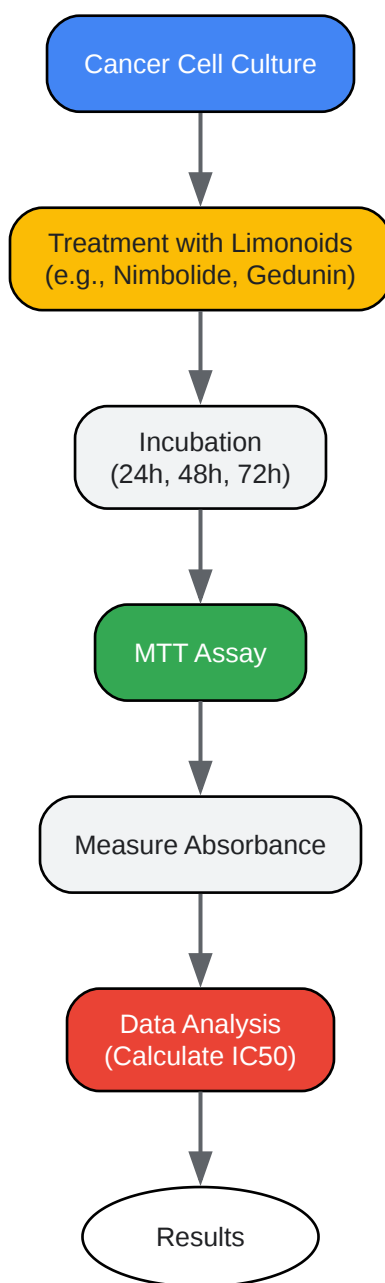 Cancer Cell Culture
Treatment with Limonoids
(e.g., Nimbolide, Gedunin)
Incubation
(24h, 48h, 72h)
MTT Assay
Measure Absorbance
Data Analysis
(Calculate IC50)
Results